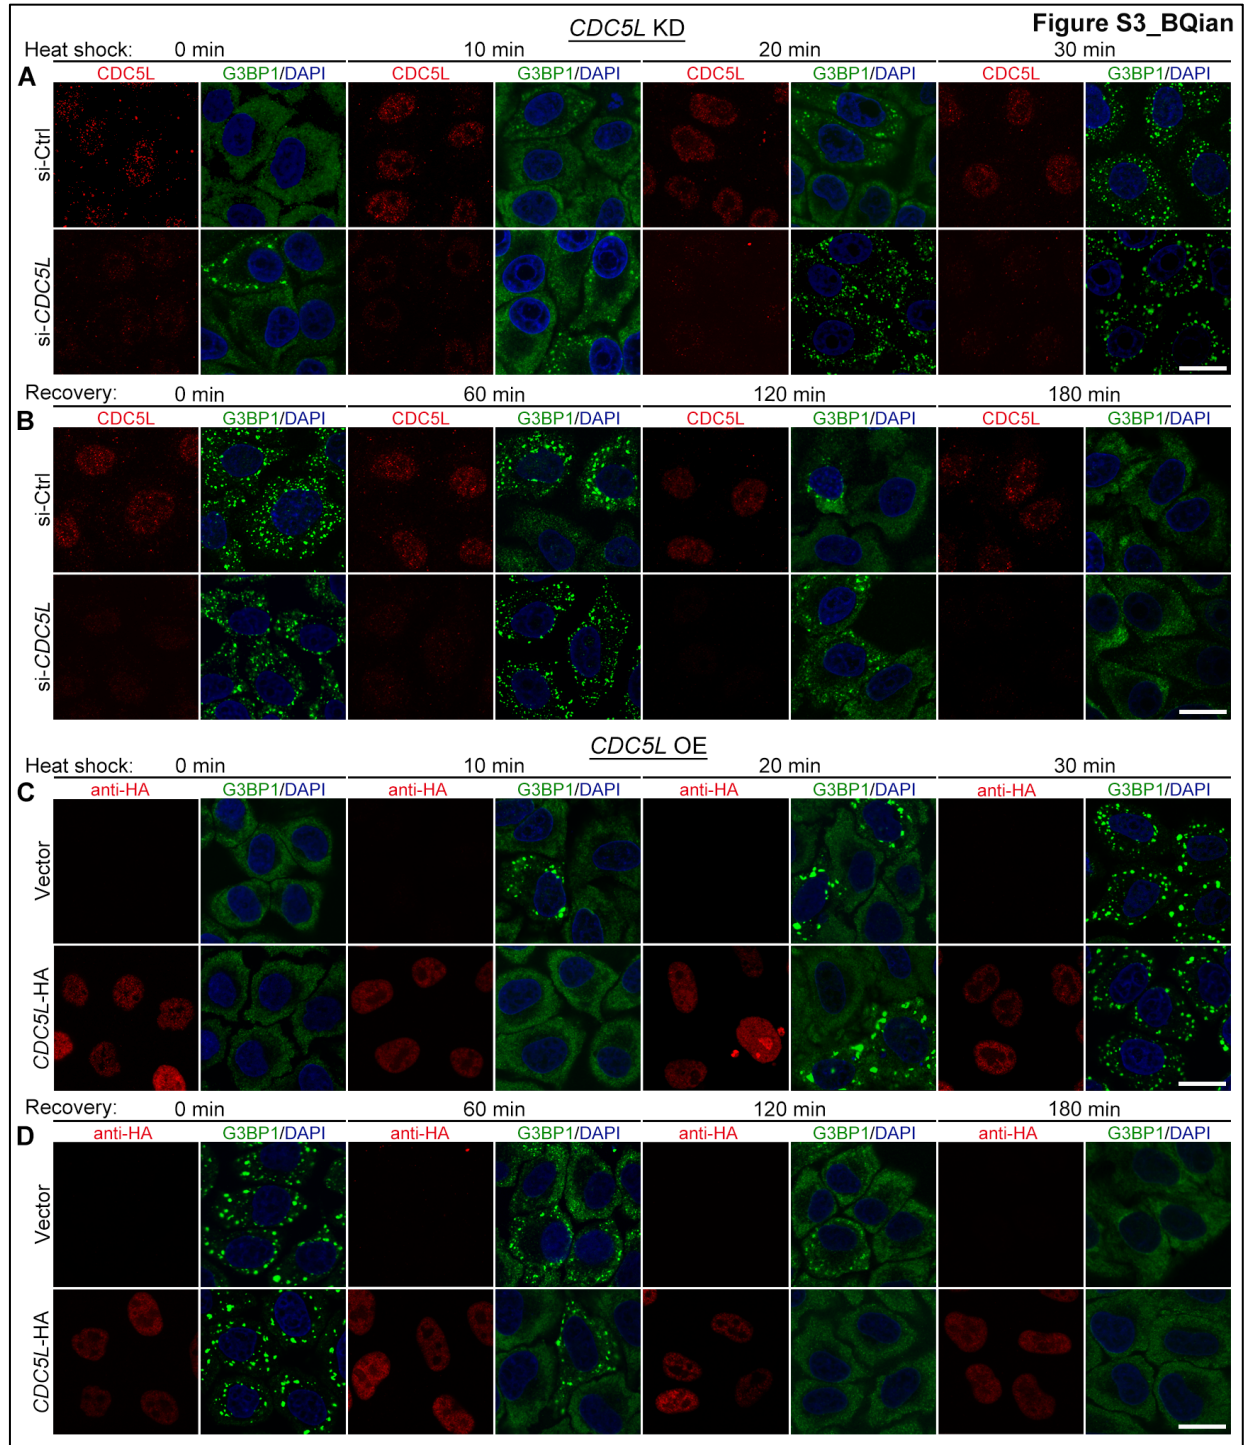 Figure S3_BQian
CDC5L KD
Heat shock: 0 min 10 min 20 min 30 min
A CDC5L G3BP1/DAPI CDC5L G3BP1/DAPI CDC5L G3BP1/DAPI CDC5L G3BP1/DAPI
si-Ctrl
si-CDC5L
Recovery: 0 min 60 min 120 min 180 min
B CDC5L G3BP1/DAPI CDC5L G3BP1/DAPI CDC5L G3BP1/DAPI CDC5L G3BP1/DAPI
si-Ctrl
si-CDC5L
CDC5L OE
Heat shock: 0 min 10 min 20 min 30 min
C anti-HA G3BP1/DAPI anti-HA G3BP1/DAPI anti-HA G3BP1/DAPI anti-HA G3BP1/DAPI
Vector
CDC5L-HA
Recovery: 0 min 60 min 120 min 180 min
D anti-HA G3BP1/DAPI anti-HA G3BP1/DAPI anti-HA G3BP1/DAPI anti-HA G3BP1/DAPI
Vector
CDC5L-HA